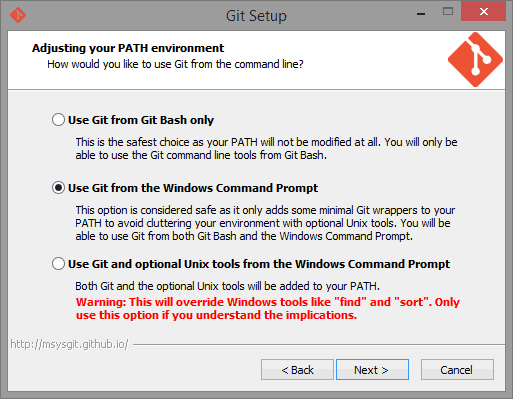 Git Setup
Adjusting your PATH environment
How would you like to use Git from the command line?
Use Git from Git Bash only
This is the safest choice as your PATH will not be modified at all. You will only be
able to use the Git command line tools from Git Bash.
Use Git from the Windows Command Prompt
This option is considered safe as it only adds some minimal Git wrappers to your
PATH to avoid cluttering your environment with optional Unix tools. You will be
able to use Git from both Git Bash and the Windows Command Prompt.
Use Git and optional Unix tools from the Windows Command Prompt
Both Git and the optional Unix tools will be added to your PATH.
Warning: This will override Windows tools like "find" and "sort". Only
use this option if you understand the implications.
http://msysgit.github.io/
< Back Next > Cancel